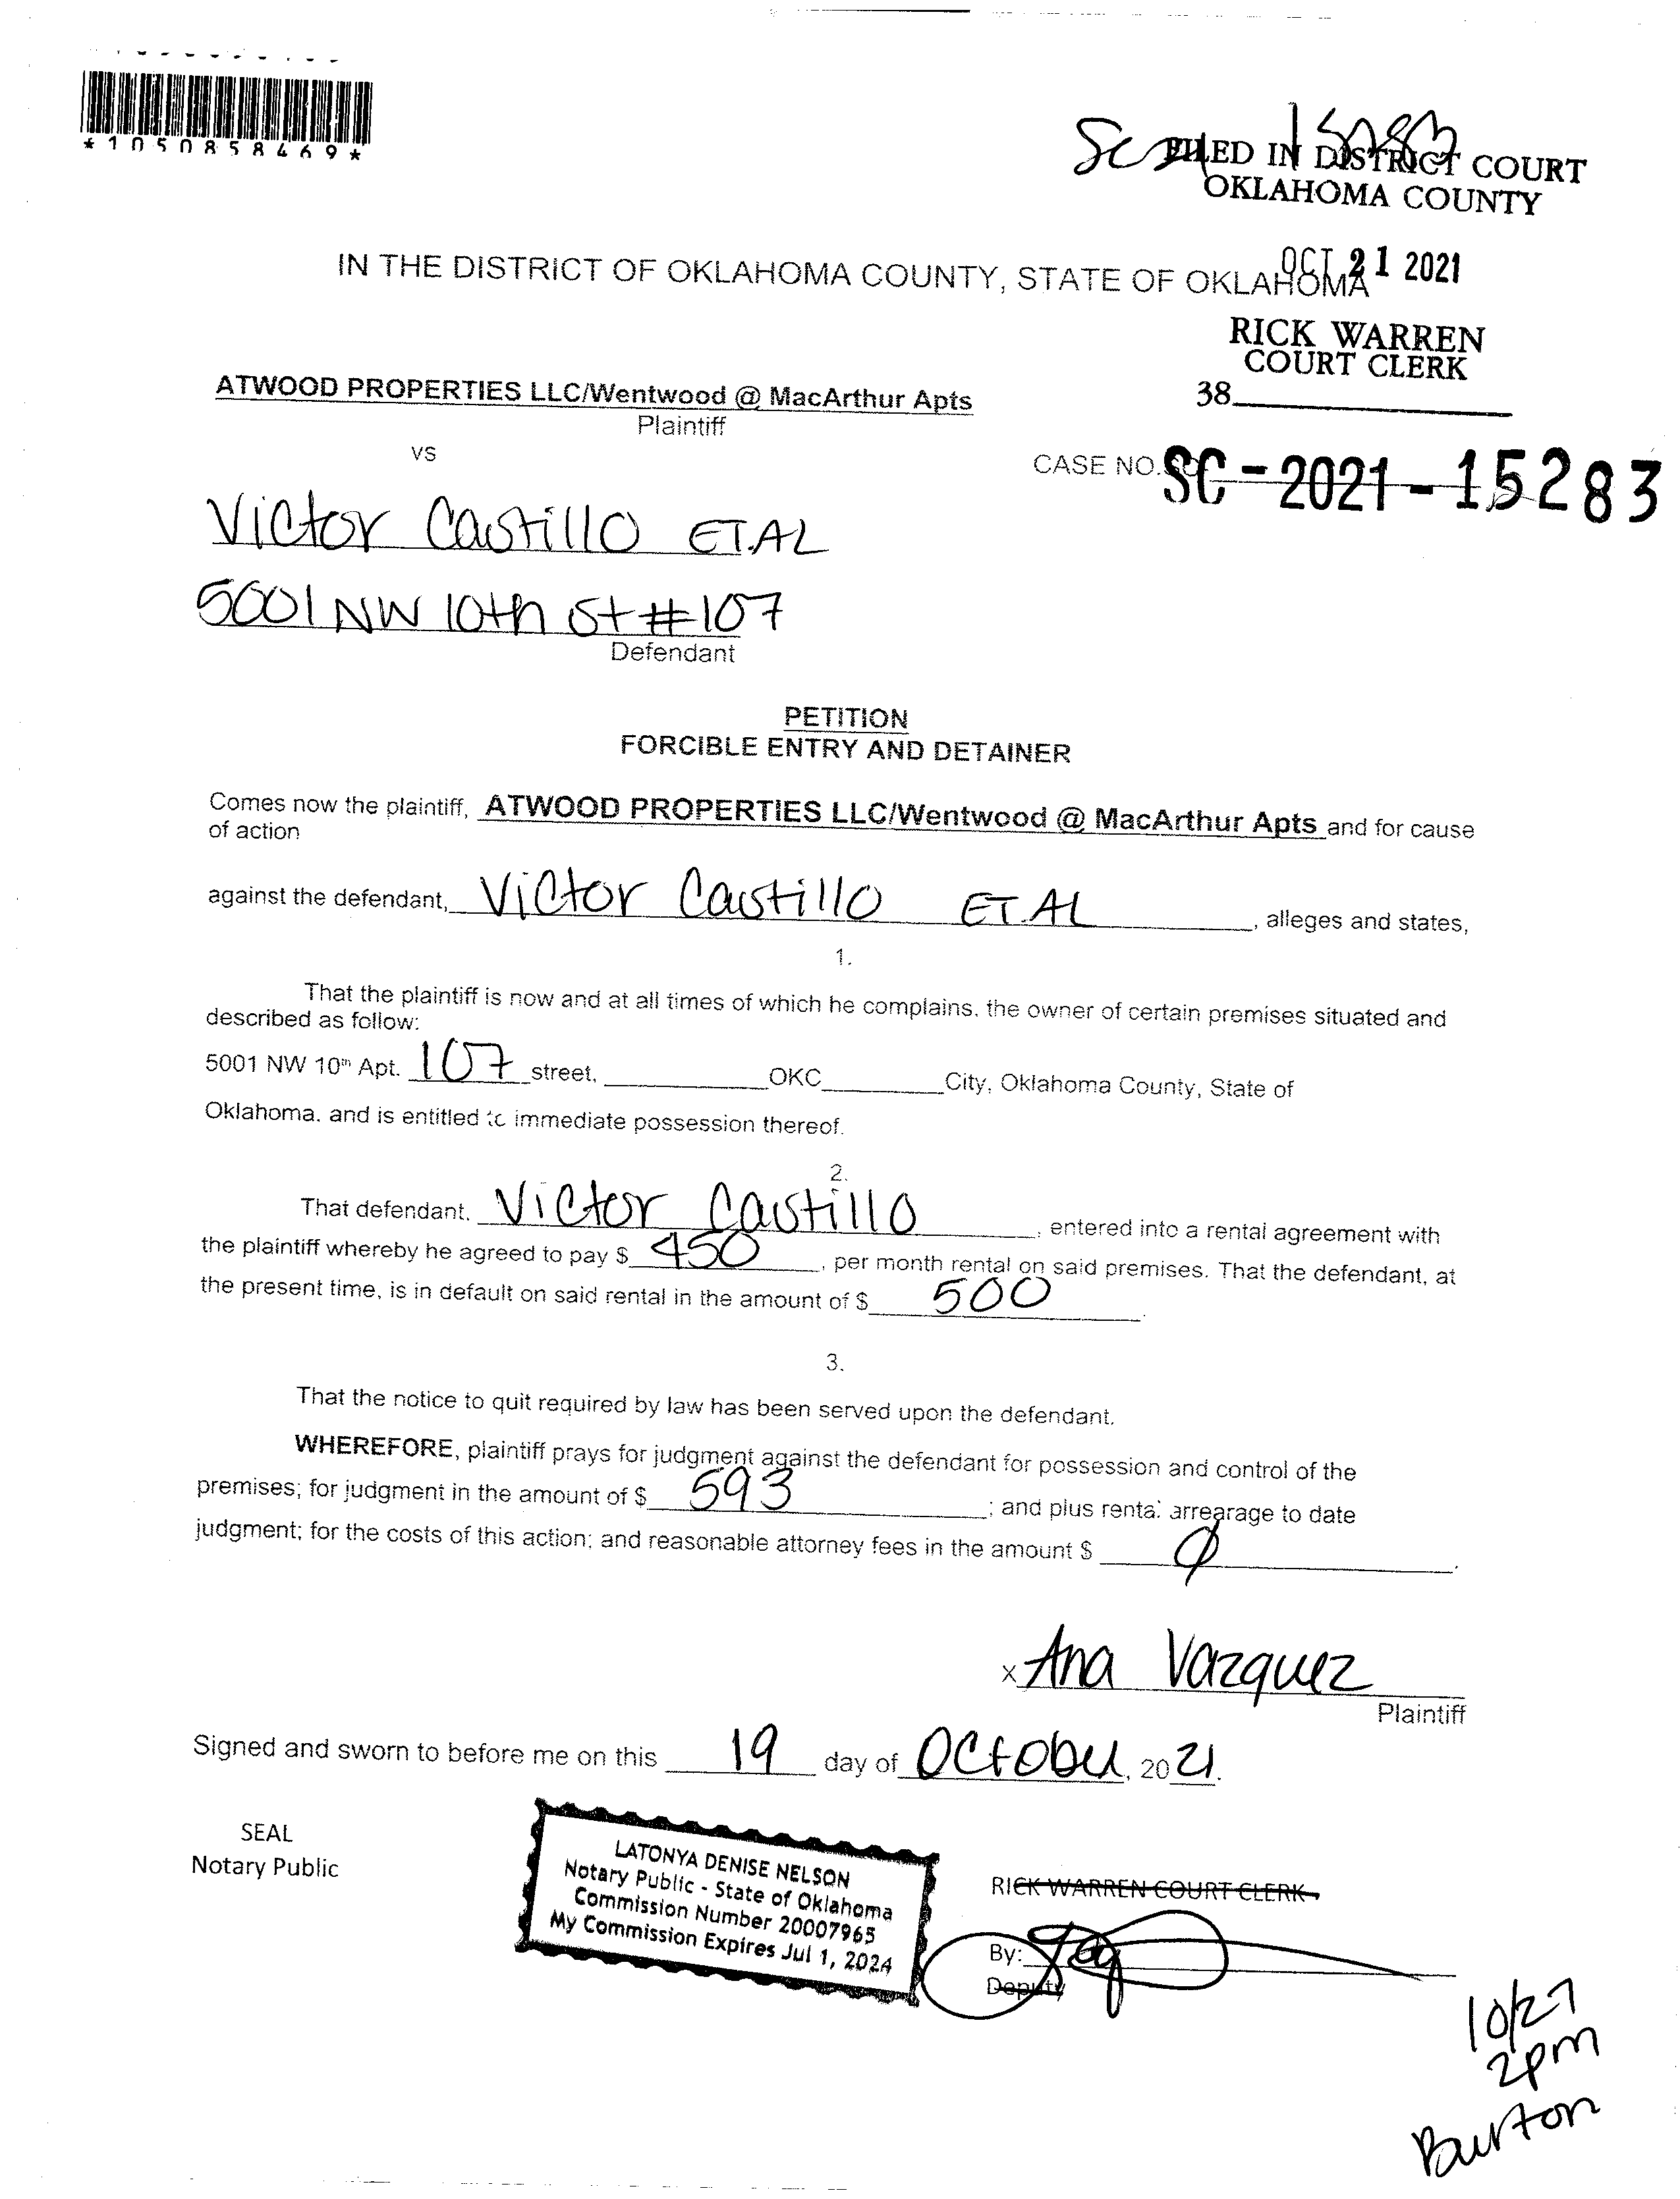 *1050858469*
FILED IN DISTRICT COURT
OKLAHOMA COUNTY
OCT 21 2021
IN THE DISTRICT OF OKLAHOMA COUNTY, STATE OF OKLAHOMA
RICK WARREN
COURT CLERK
38
ATWOOD PROPERTIES LLC/Wentwood @ MacArthur Apts
Plaintiff
vs
CASE NO. SC-2021-15283
Victor Castillo ET.AL
5001 NW 10th St #107
Defendant
PETITION
FORCIBLE ENTRY AND DETAINER
Comes now the plaintiff, ATWOOD PROPERTIES LLC/Wentwood @ MacArthur Apts and for cause
of action
against the defendant, Victor Castillo ET.AL, alleges and states,
1.
That the plaintiff is now and at all times of which he complains, the owner of certain premises situated and
described as follow:
5001 NW 10th Apt. 107 street, OKC City, Oklahoma County, State of
Oklahoma. and is entitled to immediate possession thereof.
2.
That defendant, Victor Castillo, entered into a rental agreement with
the plaintiff whereby he agreed to pay $ 450, per month rental on said premises. That the defendant, at
the present time, is in default on said rental in the amount of $ 500.
3.
That the notice to quit required by law has been served upon the defendant.
WHEREFORE, plaintiff prays for judgment against the defendant for possession and control of the
premises; for judgment in the amount of $ 593; and plus rental arrearage to date
judgment; for the costs of this action; and reasonable attorney fees in the amount $ 0.
x Ana Vazquez
Plaintiff
Signed and sworn to before me on this 19 day of October, 2021.
SEAL
Notary Public
LATONYA DENISE NELSON
Notary Public - State of Oklahoma
Commission Number 20007965
My Commission Expires Jul 1, 2024
RICK WARREN COURT CLERK
By:
Deputy
10/27
2pm
Burton